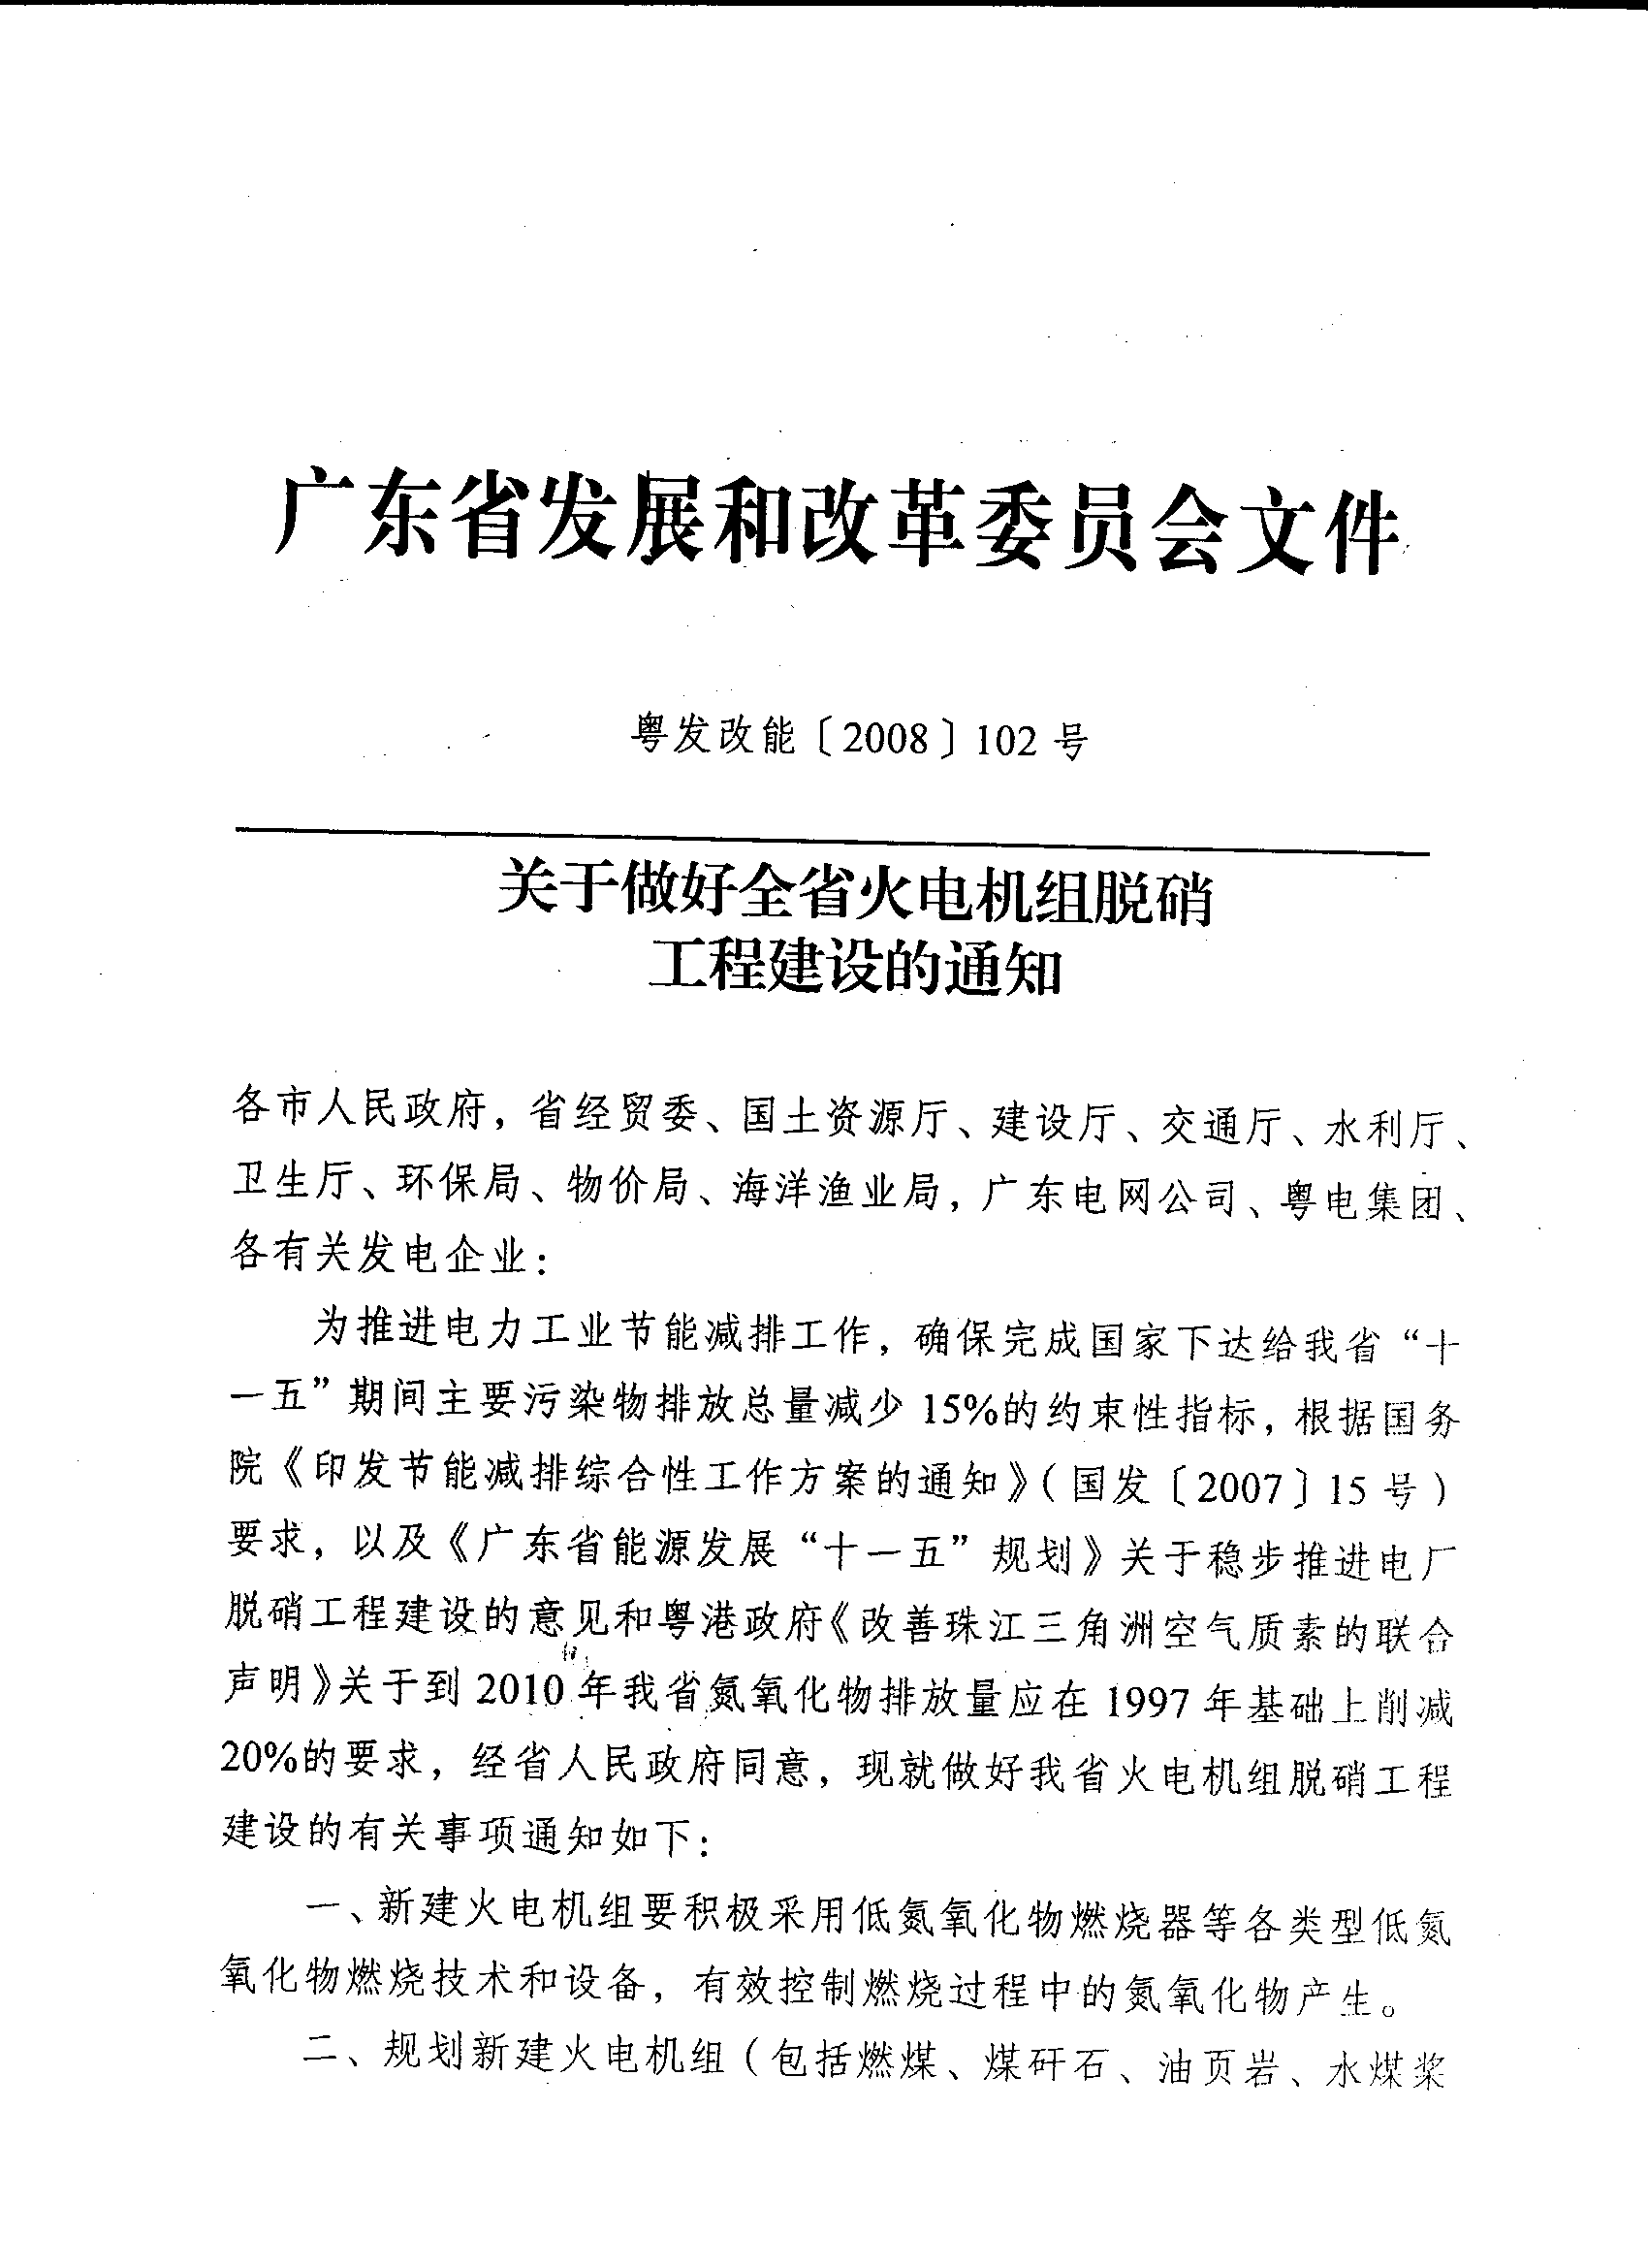 广东省发展和改革委员会文件
粤发改能〔2008〕102 号
关于做好全省火电机组脱硝
工程建设的通知
各市人民政府，省经贸委、国土资源厅、建设厅、交通厅、水利厅、
卫生厅、环保局、物价局、海洋渔业局，广东电网公司、粤电集团、
各有关发电企业：
为推进电力工业节能减排工作，确保完成国家下达给我省“十
一五”期间主要污染物排放总量减少 15%的约束性指标，根据国务
院《印发节能减排综合性工作方案的通知》（国发〔2007〕15 号）
要求，以及《广东省能源发展“十一五”规划》关于稳步推进电厂
脱硝工程建设的意见和粤港政府《改善珠江三角洲空气质素的联合
声明》关于到 2010 年我省氮氧化物排放量应在 1997 年基础上削减
20%的要求，经省人民政府同意，现就做好我省火电机组脱硝工程
建设的有关事项通知如下：
一、新建火电机组要积极采用低氮氧化物燃烧器等各类型低氮
氧化物燃烧技术和设备，有效控制燃烧过程中的氮氧化物产生。
二、规划新建火电机组（包括燃煤、煤矸石、油页岩、水煤浆